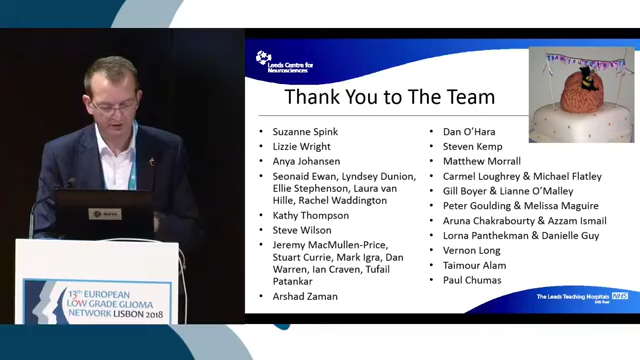 Leeds Centre for
Neurosciences
Thank You to The Team
• Suzanne Spink
• Lizzie Wright
• Anya Johansen
• Seonaid Ewan, Lyndsey Dunion,
Ellie Stephenson, Laura van
Hille, Rachel Waddington
• Kathy Thompson
• Steve Wilson
• Jeremy MacMullen-Price,
Stuart Currie, Mark Igra, Dan
Warren, Ian Craven, Tufail
Patankar
• Arshad Zaman
• Dan O'Hara
• Steven Kemp
• Matthew Morrall
• Carmel Loughrey & Michael Flatley
• Gill Boyer & Lianne O'Malley
• Peter Goulding & Melissa Maguire
• Aruna Chakrabourty & Azzam Ismail
• Lorna Panthekman & Danielle Guy
• Vernon Long
• Taimour Alam
• Paul Chumas
The Leeds Teaching Hospitals NHS
NHS Trust
13th EUROPEAN
LOW GRADE GLIOMA
NETWORK LISBON 2018